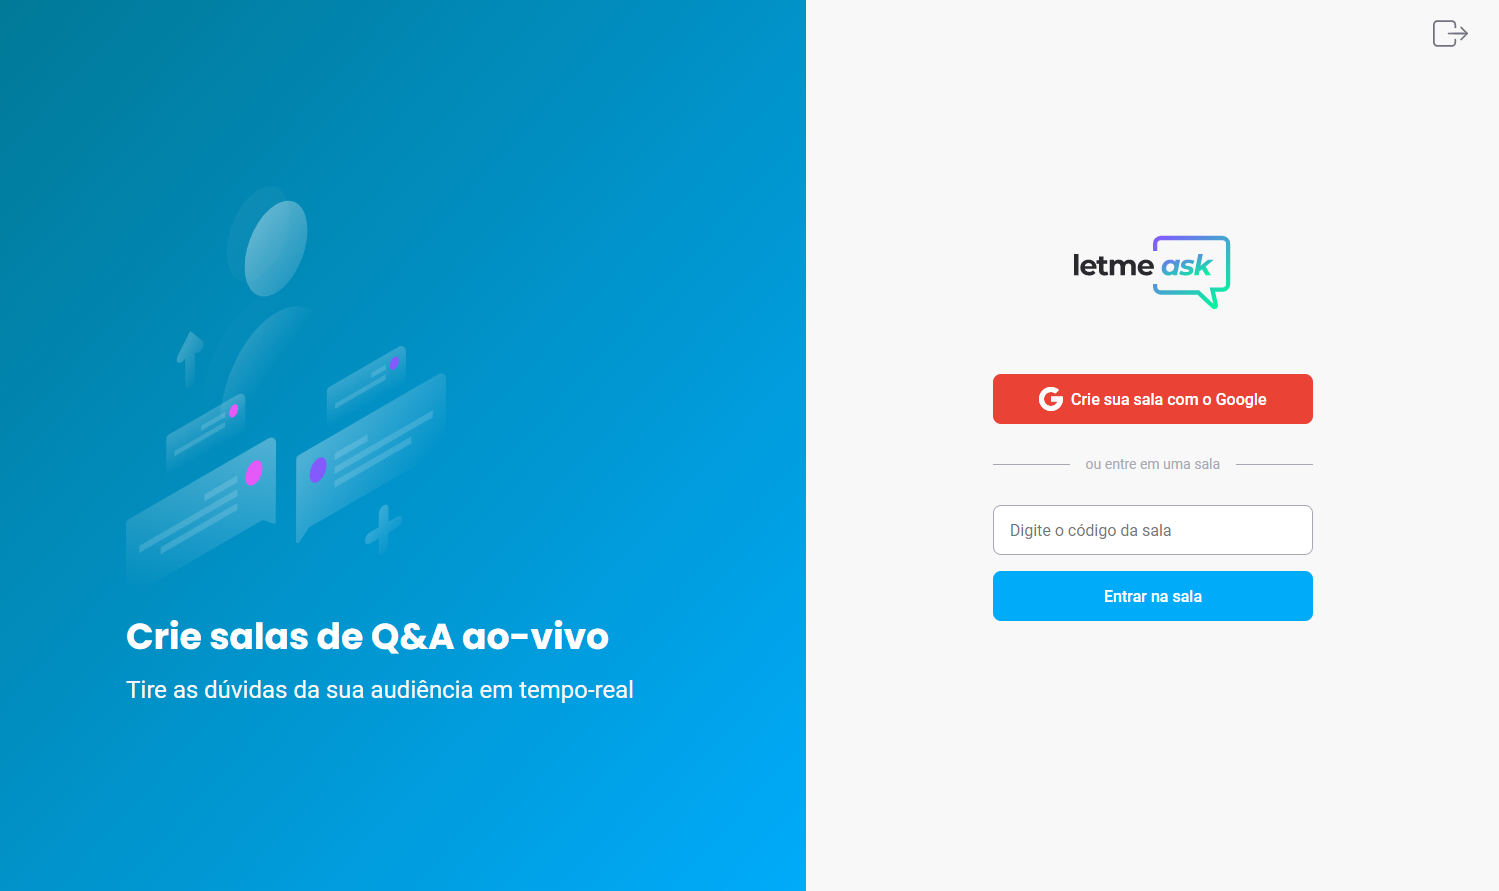 Crie salas de Q&A ao-vivo
Tire as dúvidas da sua audiência em tempo-real
letme ask
Crie sua sala com o Google
ou entre em uma sala
Digite o código da sala
Entrar na sala